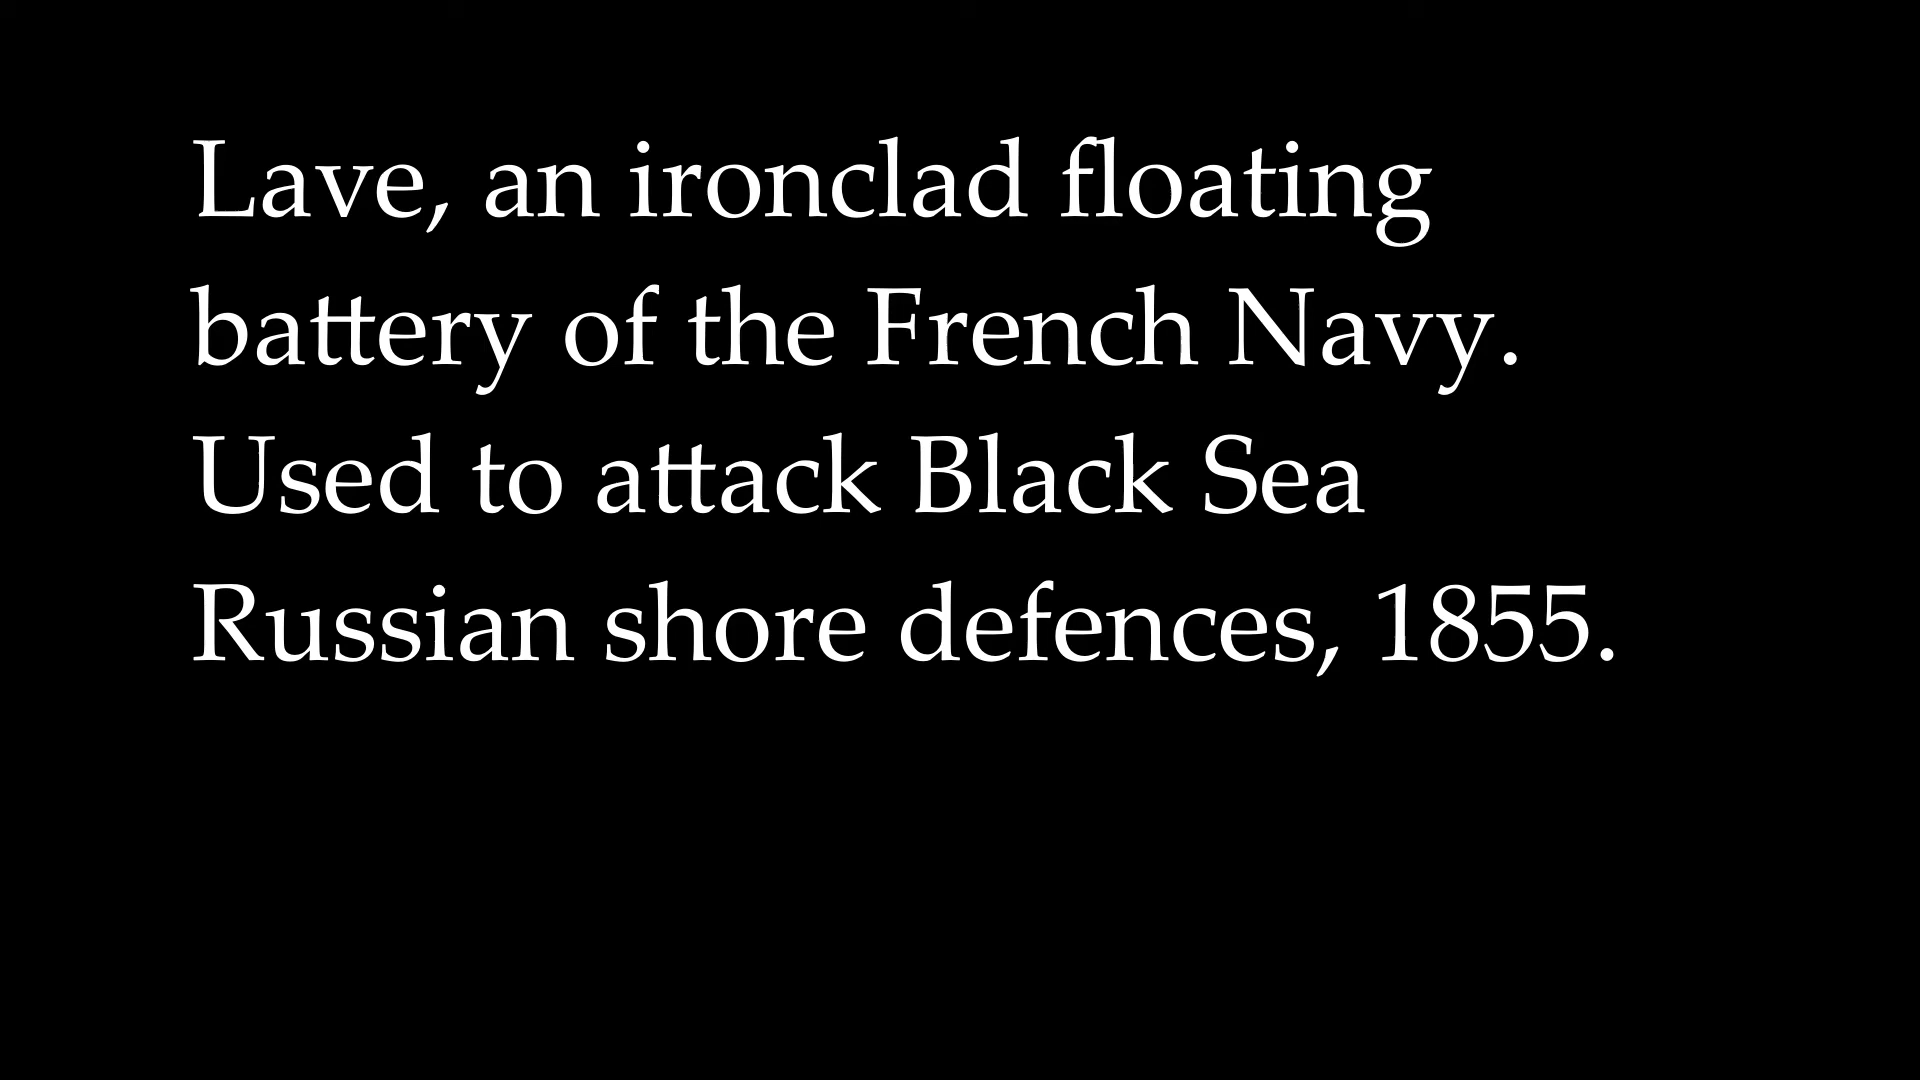 Lave, an ironclad floating
battery of the French Navy.
Used to attack Black Sea
Russian shore defences, 1855.